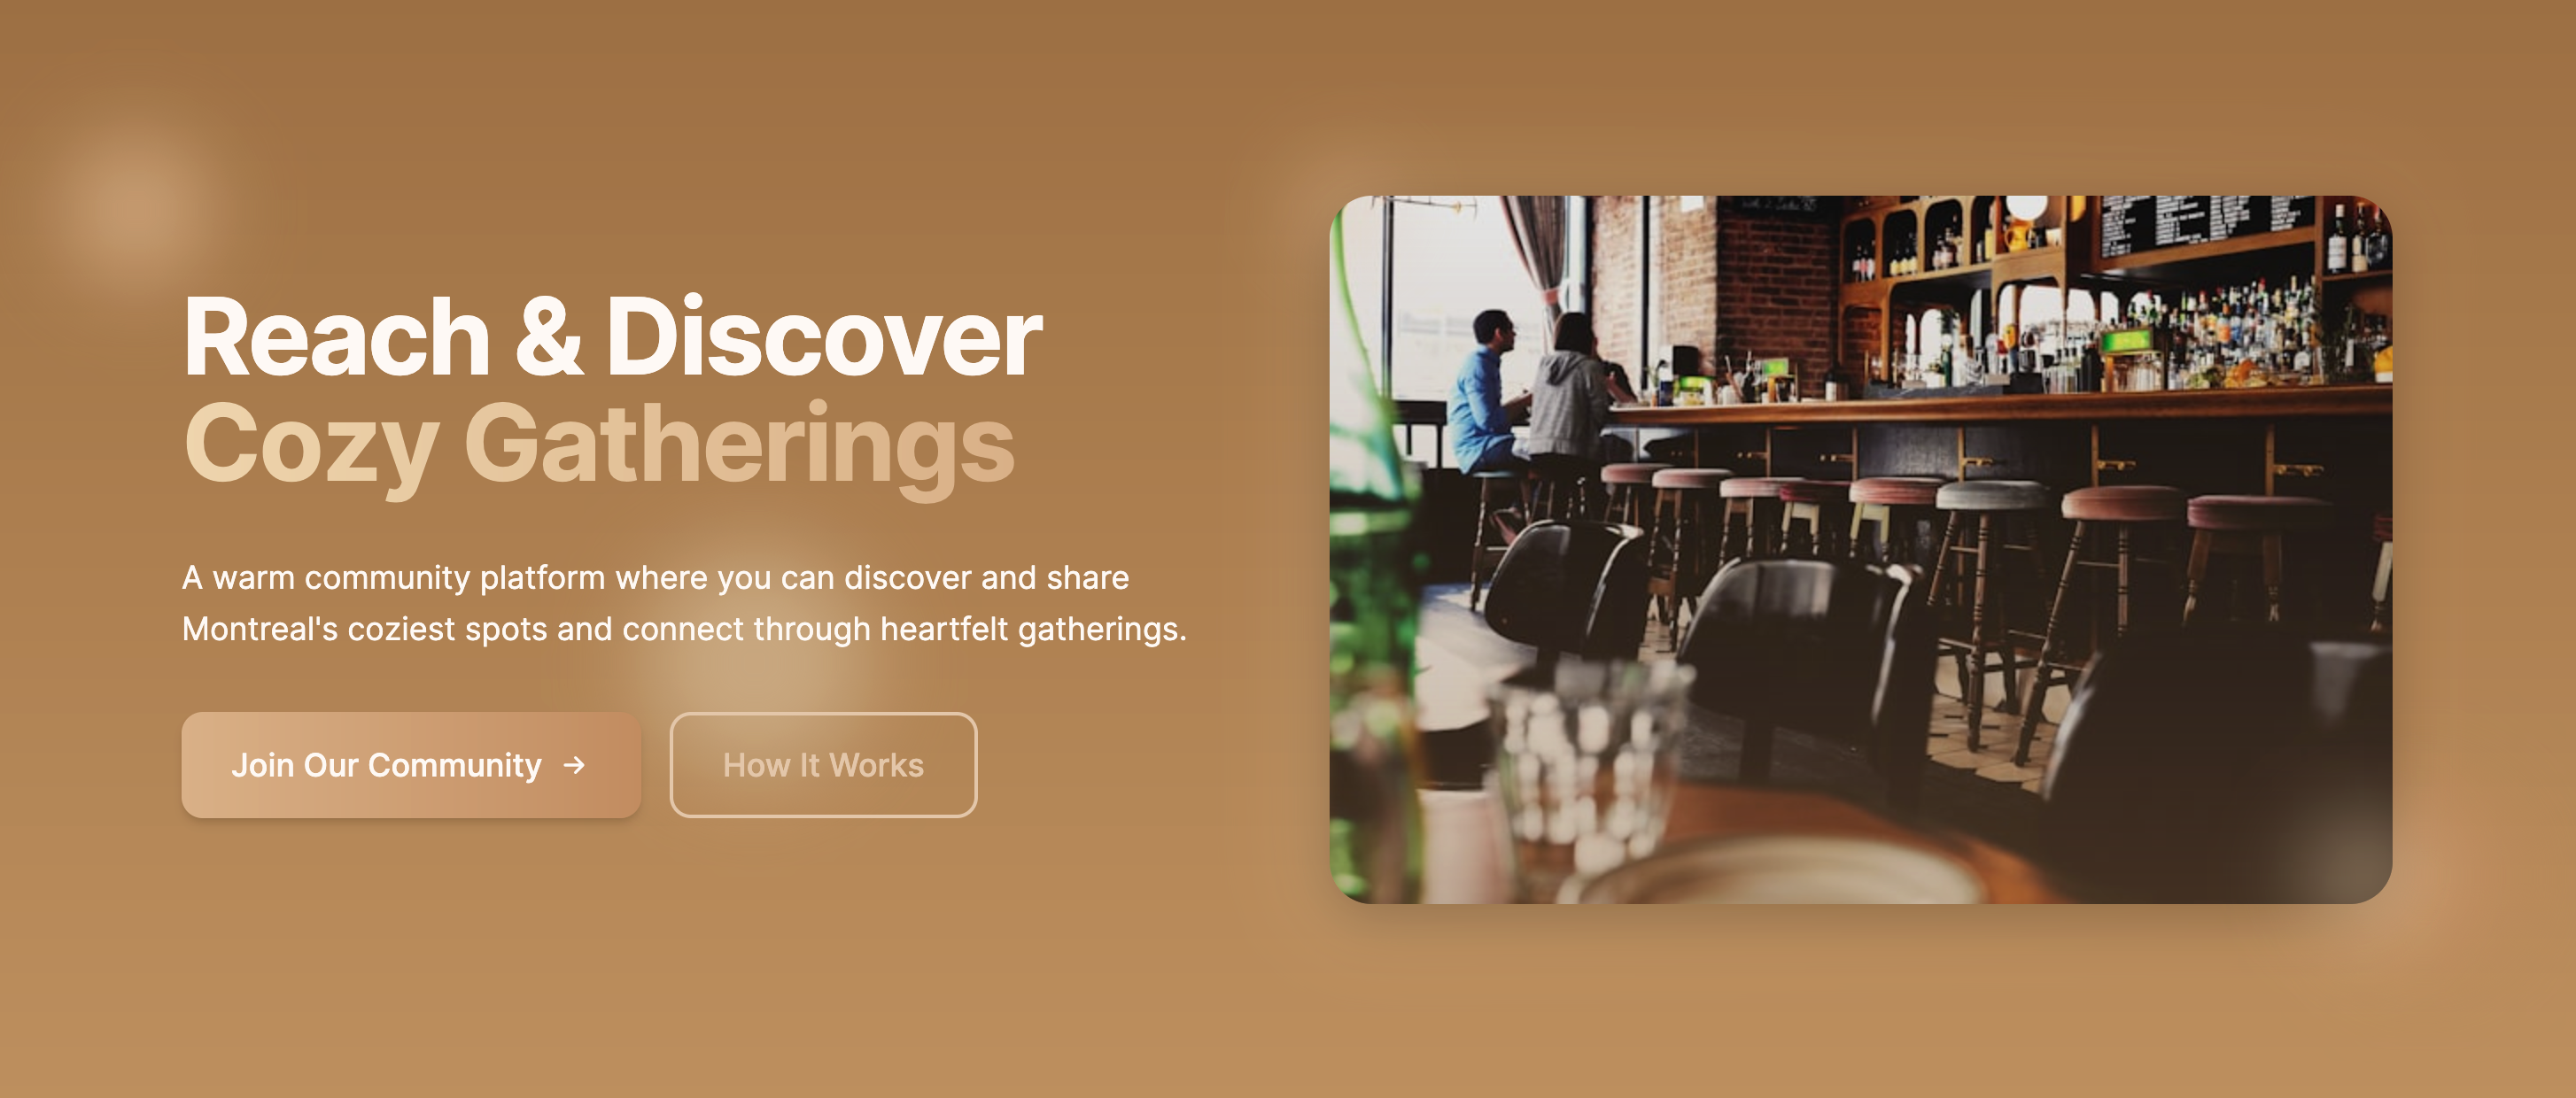 Reach & Discover
Cozy Gatherings
A warm community platform where you can discover and share
Montreal's coziest spots and connect through heartfelt gatherings.
Join Our Community →
How It Works